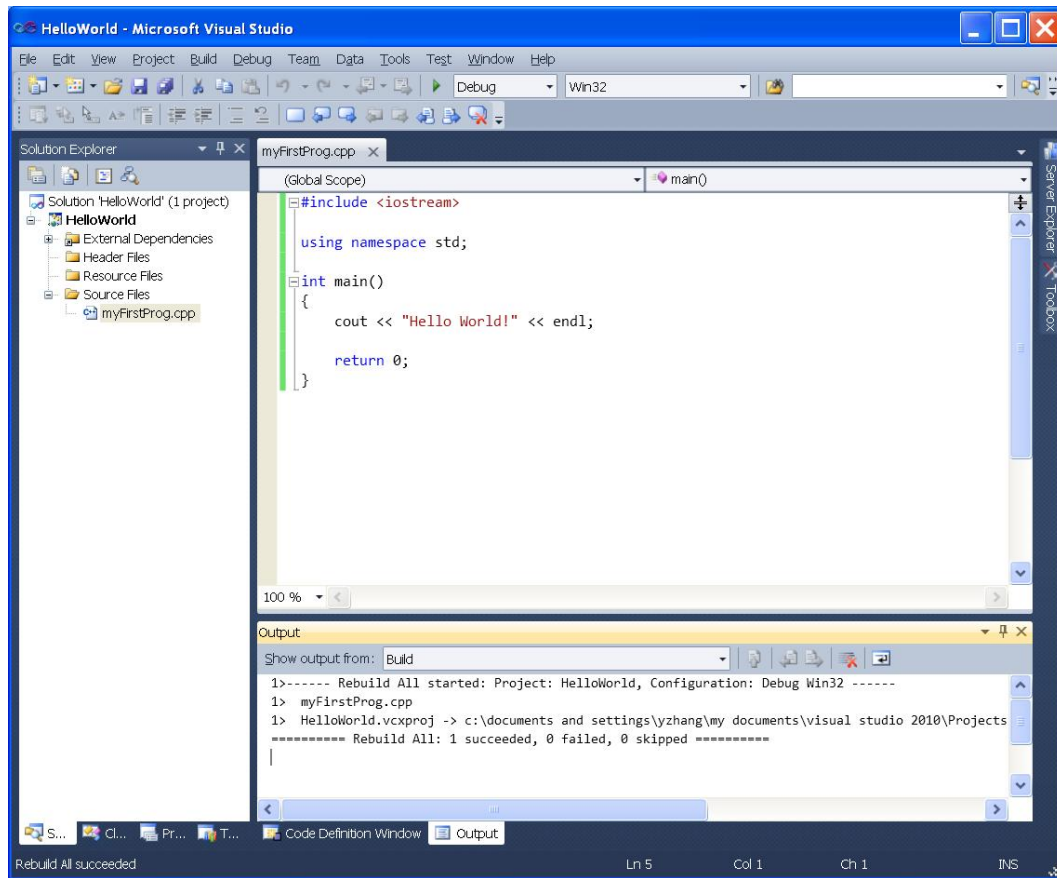 HelloWorld - Microsoft Visual Studio
File Edit View Project Build Debug Team Data Tools Test Window Help
Debug Win32
Solution Explorer
Solution 'HelloWorld' (1 project)
HelloWorld
External Dependencies
Header Files
Resource Files
Source Files
myFirstProg.cpp
myFirstProg.cpp
(Global Scope) main()
#include <iostream>
using namespace std;
int main()
{
cout << "Hello World!" << endl;
return 0;
}
100 %
Output
Show output from: Build
1>------ Rebuild All started: Project: HelloWorld, Configuration: Debug Win32 ------
1> myFirstProg.cpp
1> HelloWorld.vcxproj -> c:\documents and settings\yzhang\my documents\visual studio 2010\Projects
========== Rebuild All: 1 succeeded, 0 failed, 0 skipped ==========
Server Explorer
Toolbox
S... Cl... Pr... T... Code Definition Window Output
Rebuild All succeeded Ln 5 Col 1 Ch 1 INS